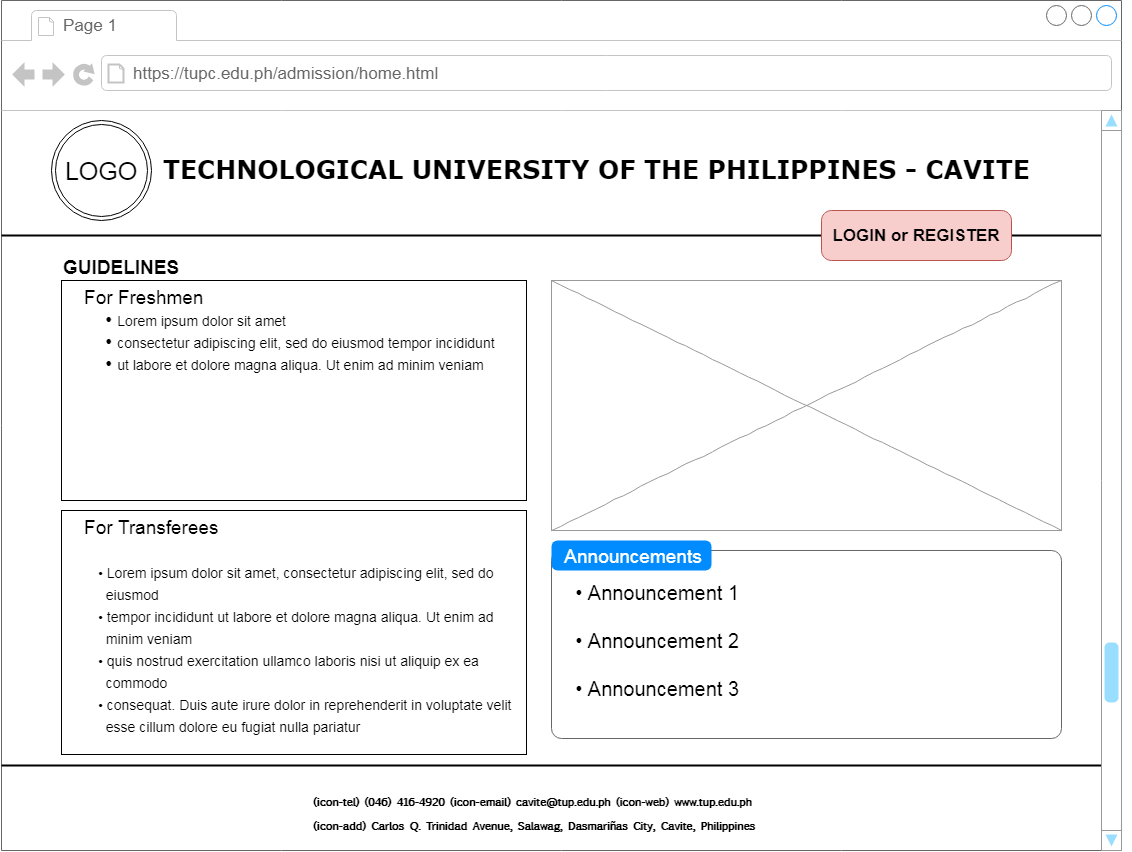 Page 1
https://tupc.edu.ph/admission/home.html
LOGO
TECHNOLOGICAL UNIVERSITY OF THE PHILIPPINES - CAVITE
LOGIN or REGISTER
GUIDELINES
For Freshmen
• Lorem ipsum dolor sit amet
• consectetur adipiscing elit, sed do eiusmod tempor incididunt
• ut labore et dolore magna aliqua. Ut enim ad minim veniam
For Transferees
• Lorem ipsum dolor sit amet, consectetur adipiscing elit, sed do
eiusmod
• tempor incididunt ut labore et dolore magna aliqua. Ut enim ad
minim veniam
• quis nostrud exercitation ullamco laboris nisi ut aliquip ex ea
commodo
• consequat. Duis aute irure dolor in reprehenderit in voluptate velit
esse cillum dolore eu fugiat nulla pariatur
Announcements
• Announcement 1
• Announcement 2
• Announcement 3
(icon-tel) (046) 416-4920 (icon-email) cavite@tup.edu.ph (icon-web) www.tup.edu.ph
(icon-add) Carlos Q. Trinidad Avenue, Salawag, Dasmariñas City, Cavite, Philippines